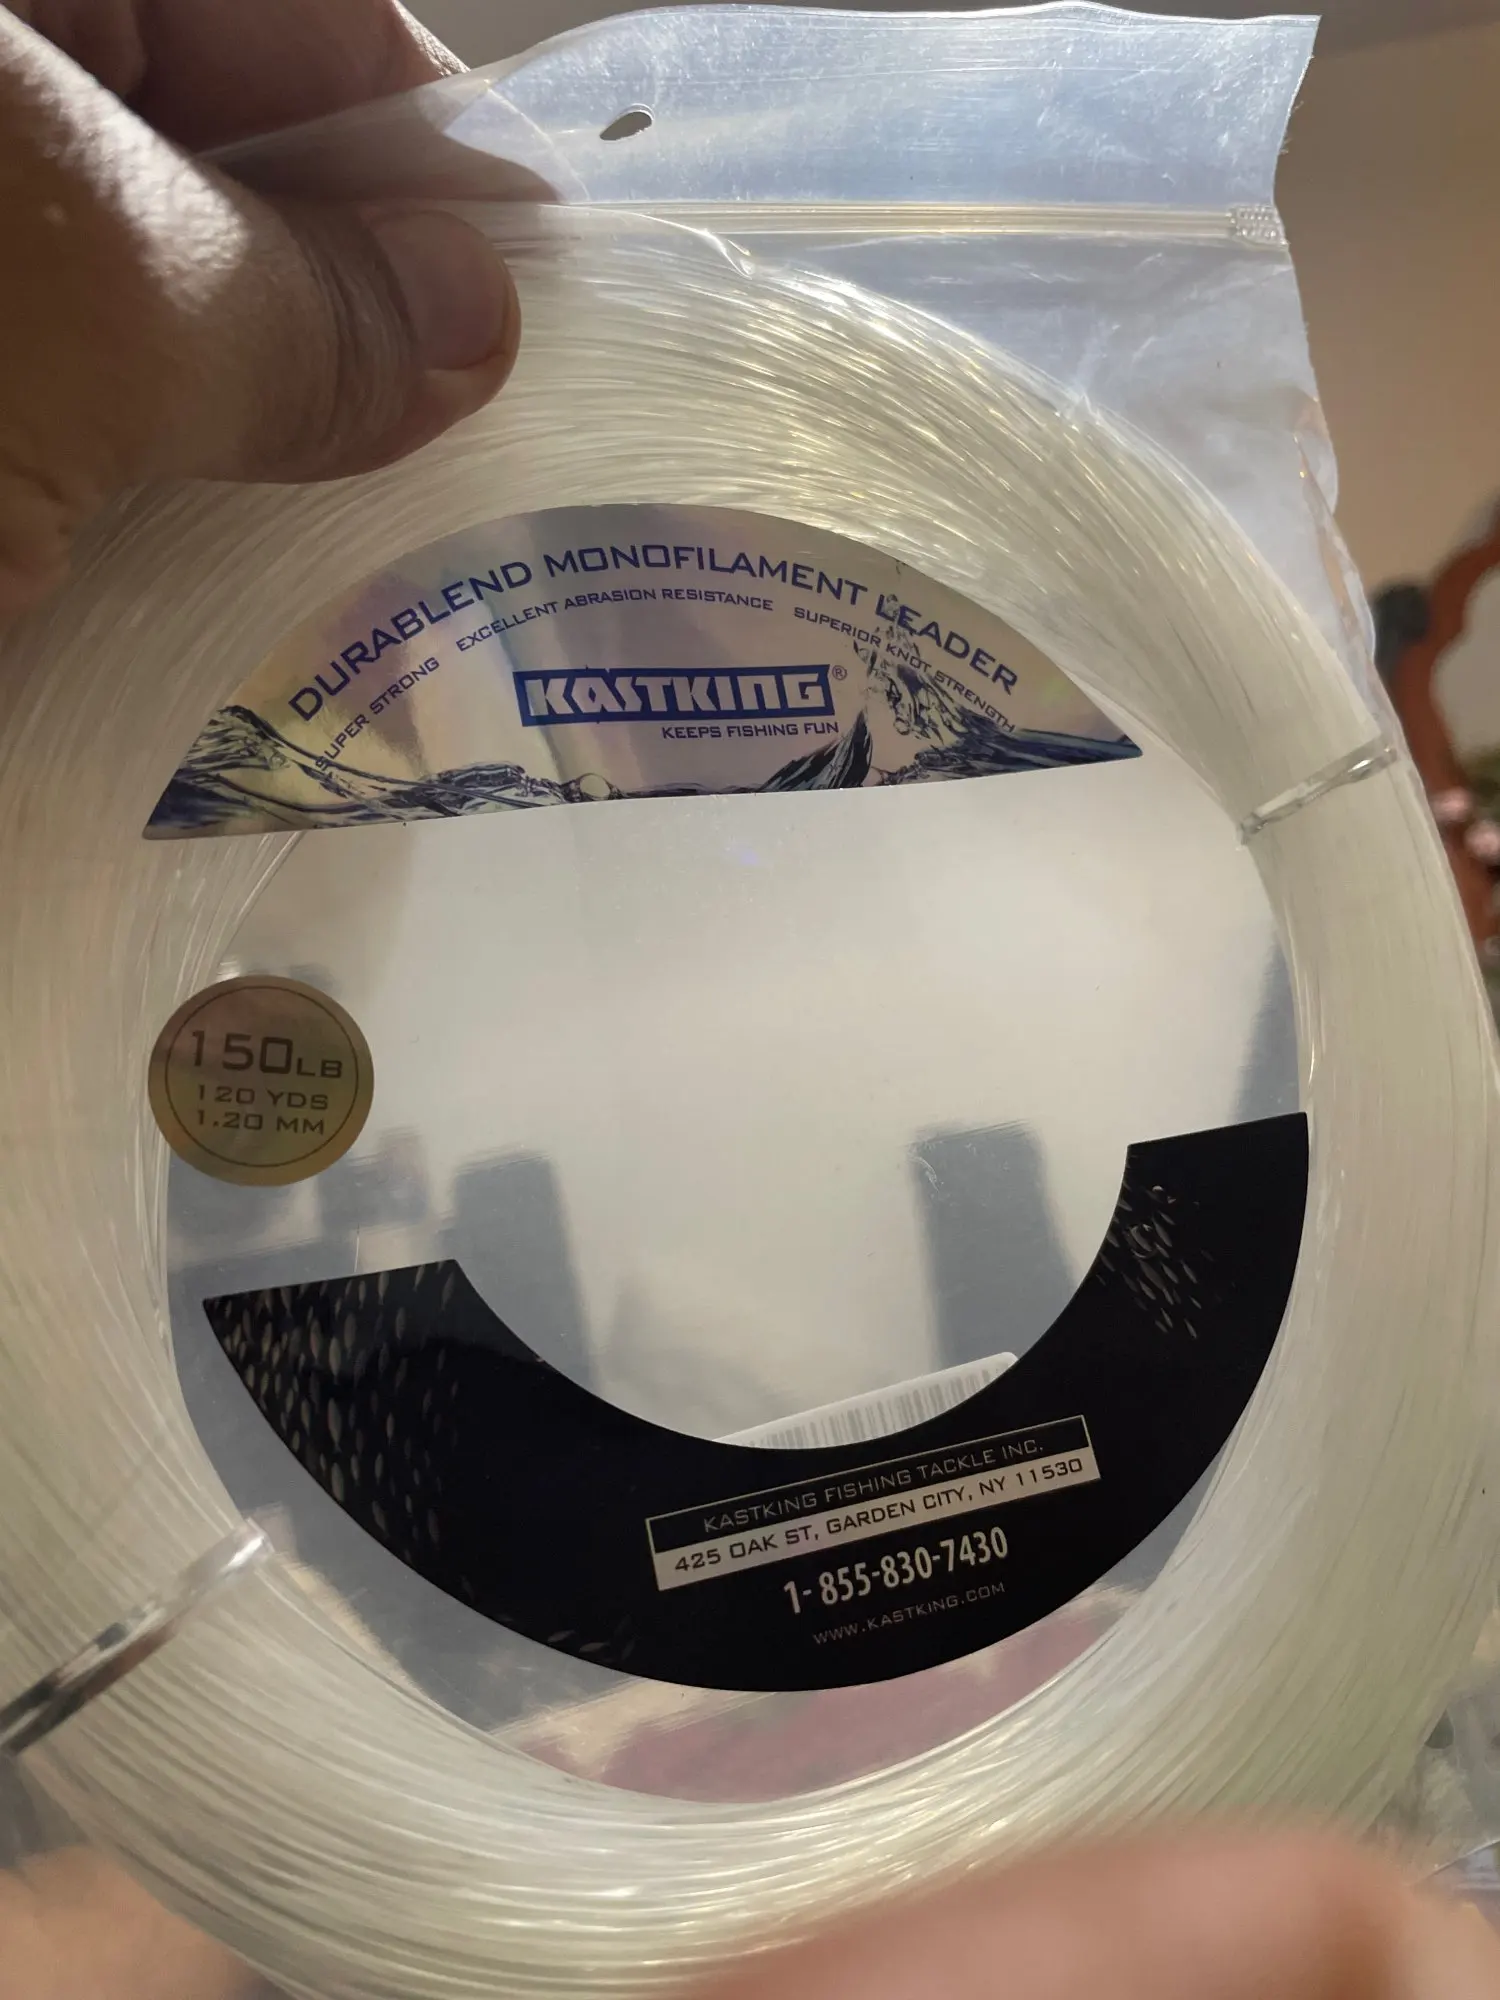 DURABLEND MONOFILAMENT LEADER
SUPER STRONG EXCELLENT ABRASION RESISTANCE SUPERIOR KNOT STRENGTH
KASTKING®
KEEPS FISHING FUN
150LB
120 YDS
1.20 MM
KASTKING FISHING TACKLE INC.
425 OAK ST, GARDEN CITY, NY 11530
1-855-830-7430
WWW.KASTKING.COM